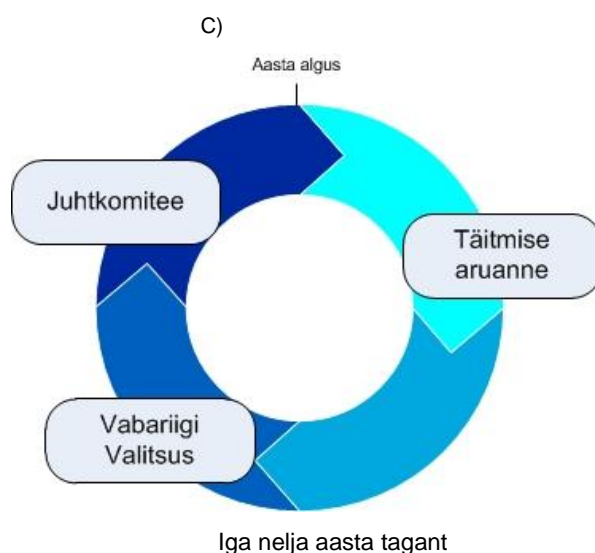 C)
Aasta algus
Juhtkomitee
Täitmise
aruanne
Vabariigi
Valitsus
Iga nelja aasta tagant